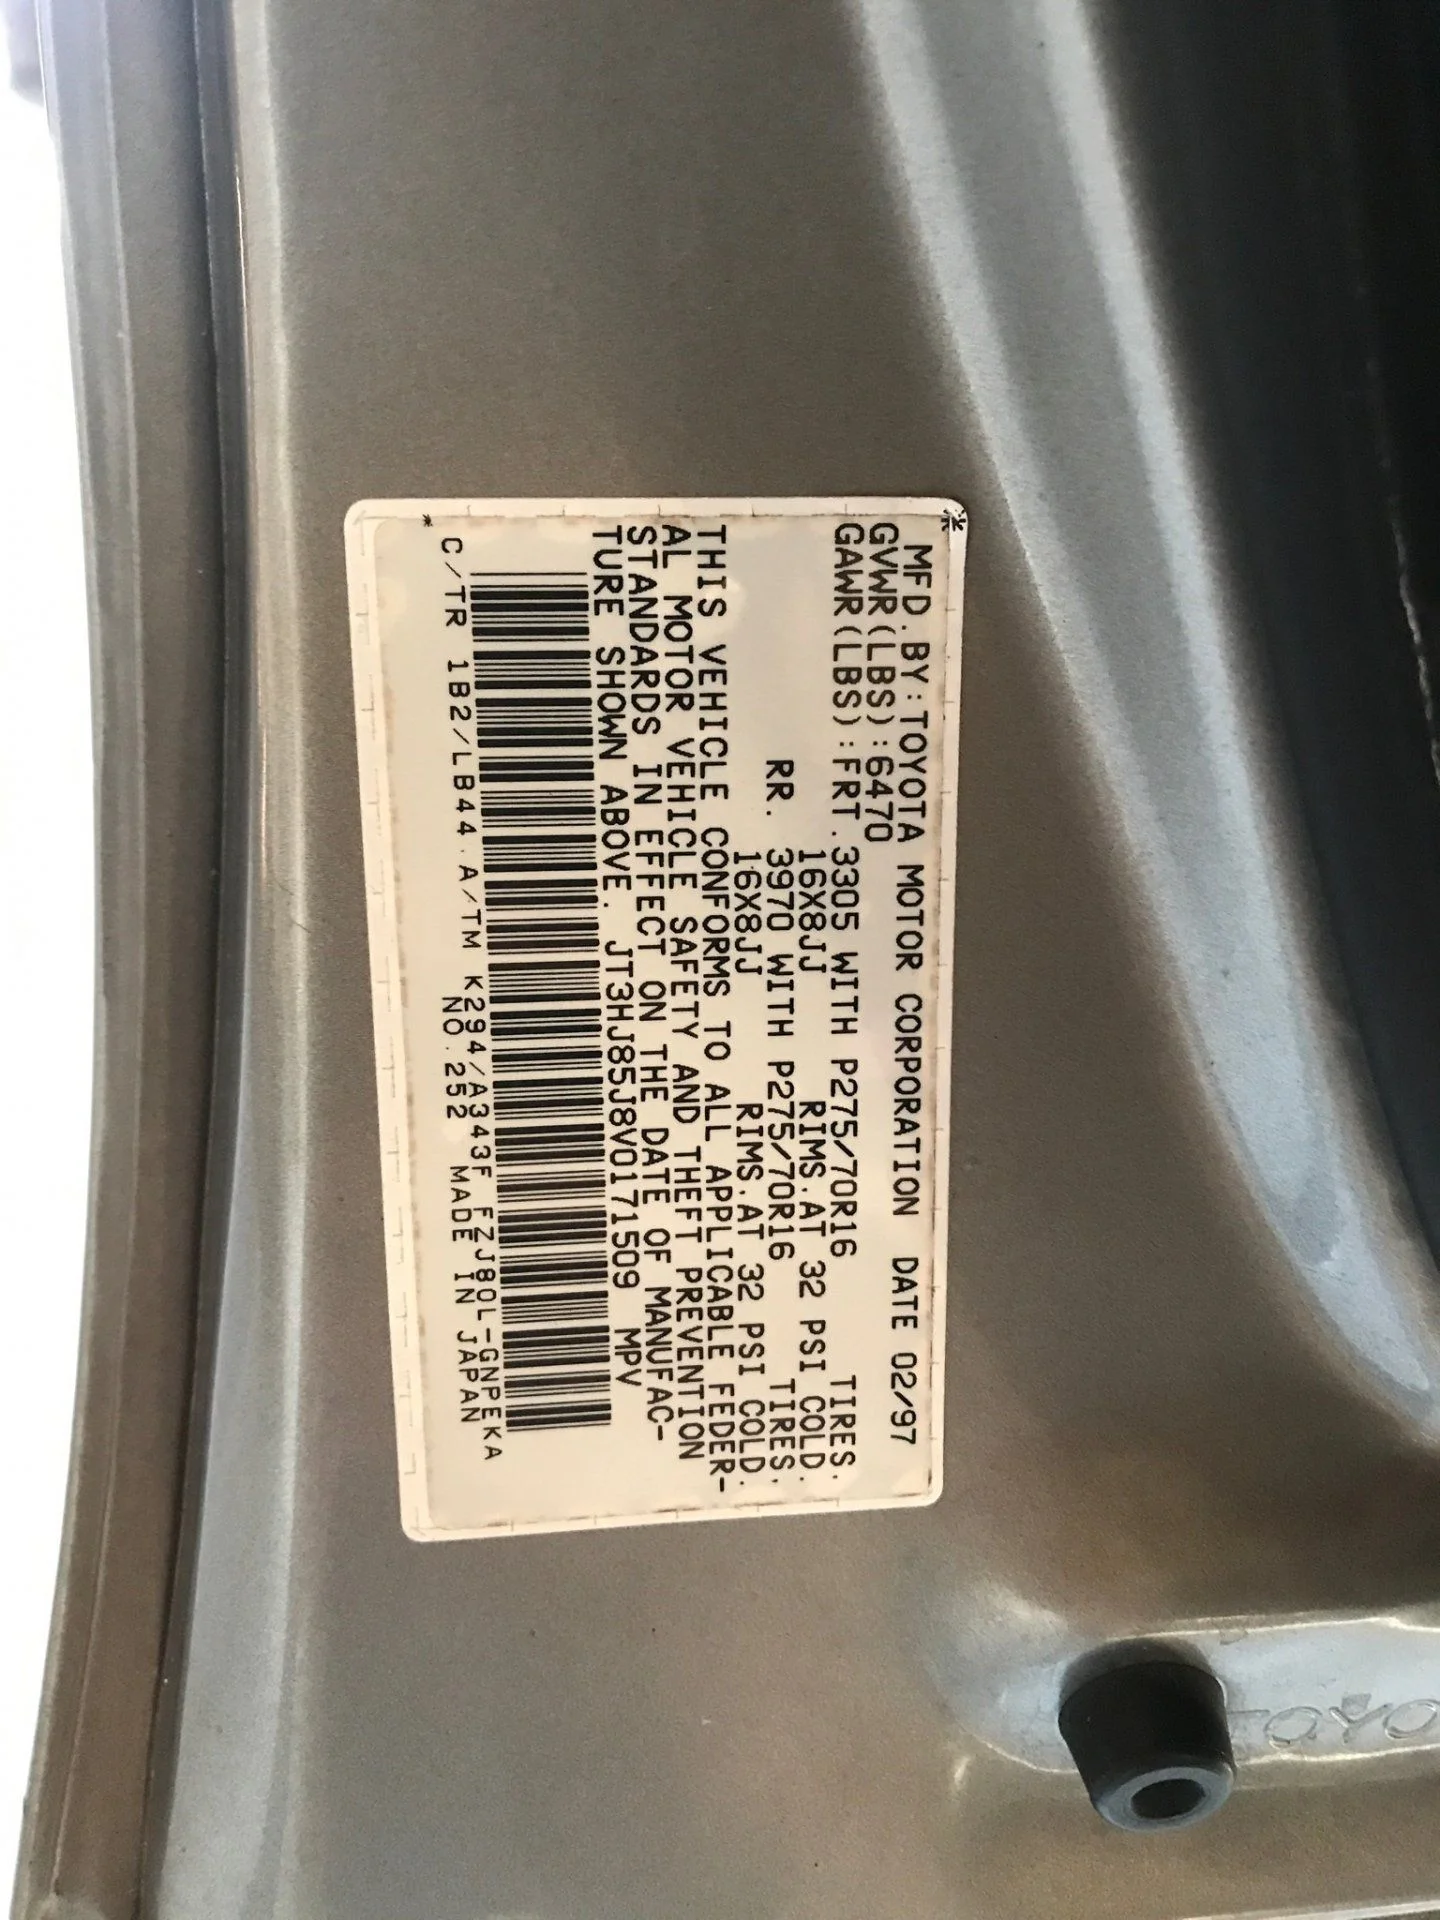 MFD.BY:TOYOTA MOTOR CORPORATION DATE 02/97
GVWR(LBS):6470
GAWR(LBS):FRT.3305 WITH P275/70R16 TIRES.
16X8JJ RIMS.AT 32 PSI COLD.
RR. 3970 WITH P275/70R16 TIRES.
16X8JJ RIMS.AT 32 PSI COLD.
THIS VEHICLE CONFORMS TO ALL APPLICABLE FEDER-
AL MOTOR VEHICLE SAFETY AND THEFT PREVENTION
STANDARDS IN EFFECT ON THE DATE OF MANUFAC-
TURE SHOWN ABOVE. JT3HJ85J8V0171509 MPV
C/TR 1B2/LB44.A/TM K294/A343F FZJ80L-GNPEKA
NO.252 MADE IN JAPAN